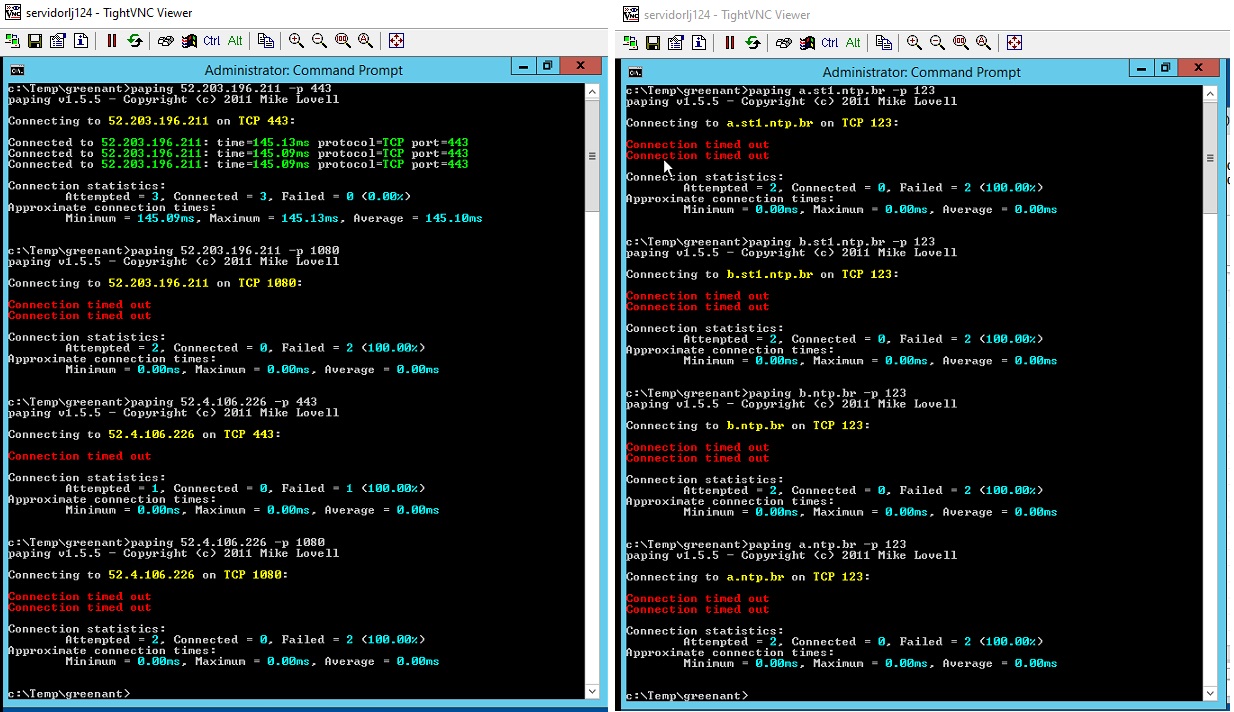 servidorlj124 - TightVNC Viewer
Ctrl Alt
Administrator: Command Prompt
c:\Temp\greenant>paping 52.203.196.211 -p 443
paping v1.5.5 - Copyright (c) 2011 Mike Lovell
Connecting to 52.203.196.211 on TCP 443:
Connected to 52.203.196.211: time=145.13ms protocol=TCP port=443
Connected to 52.203.196.211: time=145.09ms protocol=TCP port=443
Connected to 52.203.196.211: time=145.09ms protocol=TCP port=443
Connection statistics:
Attempted = 3, Connected = 3, Failed = 0 (0.00%)
Approximate connection times:
Minimum = 145.09ms, Maximum = 145.13ms, Average = 145.10ms
c:\Temp\greenant>paping 52.203.196.211 -p 1080
paping v1.5.5 - Copyright (c) 2011 Mike Lovell
Connecting to 52.203.196.211 on TCP 1080:
Connection timed out
Connection timed out
Connection statistics:
Attempted = 2, Connected = 0, Failed = 2 (100.00%)
Approximate connection times:
Minimum = 0.00ms, Maximum = 0.00ms, Average = 0.00ms
c:\Temp\greenant>paping 52.4.106.226 -p 443
paping v1.5.5 - Copyright (c) 2011 Mike Lovell
Connecting to 52.4.106.226 on TCP 443:
Connection timed out
Connection statistics:
Attempted = 1, Connected = 0, Failed = 1 (100.00%)
Approximate connection times:
Minimum = 0.00ms, Maximum = 0.00ms, Average = 0.00ms
c:\Temp\greenant>paping 52.4.106.226 -p 1080
paping v1.5.5 - Copyright (c) 2011 Mike Lovell
Connecting to 52.4.106.226 on TCP 1080:
Connection timed out
Connection timed out
Connection statistics:
Attempted = 2, Connected = 0, Failed = 2 (100.00%)
Approximate connection times:
Minimum = 0.00ms, Maximum = 0.00ms, Average = 0.00ms
c:\Temp\greenant>
servidorlj124 - TightVNC Viewer
Ctrl Alt
Administrator: Command Prompt
c:\Temp\greenant>paping a.st1.ntp.br -p 123
paping v1.5.5 - Copyright (c) 2011 Mike Lovell
Connecting to a.st1.ntp.br on TCP 123:
Connection timed out
Connection timed out
Connection statistics:
Attempted = 2, Connected = 0, Failed = 2 (100.00%)
Approximate connection times:
Minimum = 0.00ms, Maximum = 0.00ms, Average = 0.00ms
c:\Temp\greenant>paping b.st1.ntp.br -p 123
paping v1.5.5 - Copyright (c) 2011 Mike Lovell
Connecting to b.st1.ntp.br on TCP 123:
Connection timed out
Connection timed out
Connection statistics:
Attempted = 2, Connected = 0, Failed = 2 (100.00%)
Approximate connection times:
Minimum = 0.00ms, Maximum = 0.00ms, Average = 0.00ms
c:\Temp\greenant>paping b.ntp.br -p 123
paping v1.5.5 - Copyright (c) 2011 Mike Lovell
Connecting to b.ntp.br on TCP 123:
Connection timed out
Connection timed out
Connection statistics:
Attempted = 2, Connected = 0, Failed = 2 (100.00%)
Approximate connection times:
Minimum = 0.00ms, Maximum = 0.00ms, Average = 0.00ms
c:\Temp\greenant>paping a.ntp.br -p 123
paping v1.5.5 - Copyright (c) 2011 Mike Lovell
Connecting to a.ntp.br on TCP 123:
Connection timed out
Connection timed out
Connection statistics:
Attempted = 2, Connected = 0, Failed = 2 (100.00%)
Approximate connection times:
Minimum = 0.00ms, Maximum = 0.00ms, Average = 0.00ms
c:\Temp\greenant>